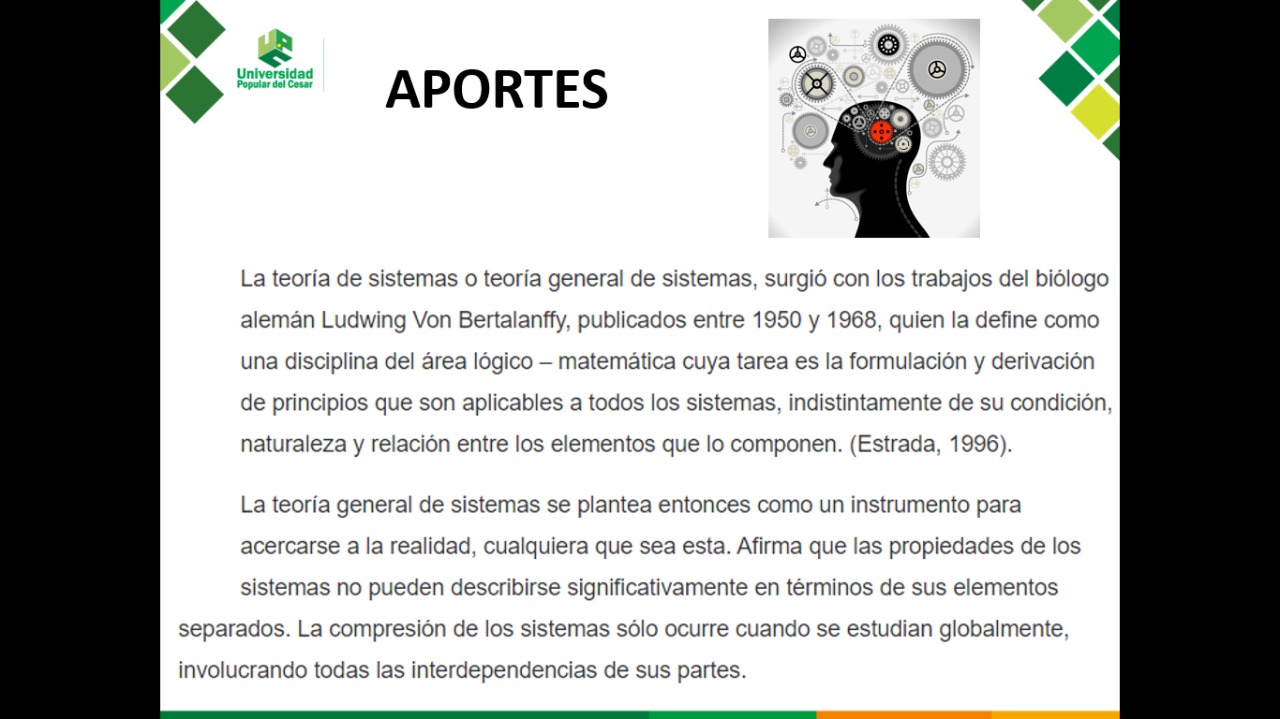 UPC
Universidad
Popular del Cesar
APORTES
La teoría de sistemas o teoría general de sistemas, surgió con los trabajos del biólogo
alemán Ludwing Von Bertalanffy, publicados entre 1950 y 1968, quien la define como
una disciplina del área lógico – matemática cuya tarea es la formulación y derivación
de principios que son aplicables a todos los sistemas, indistintamente de su condición,
naturaleza y relación entre los elementos que lo componen. (Estrada, 1996).
La teoría general de sistemas se plantea entonces como un instrumento para
acercarse a la realidad, cualquiera que sea esta. Afirma que las propiedades de los
sistemas no pueden describirse significativamente en términos de sus elementos
separados. La compresión de los sistemas sólo ocurre cuando se estudian globalmente,
involucrando todas las interdependencias de sus partes.